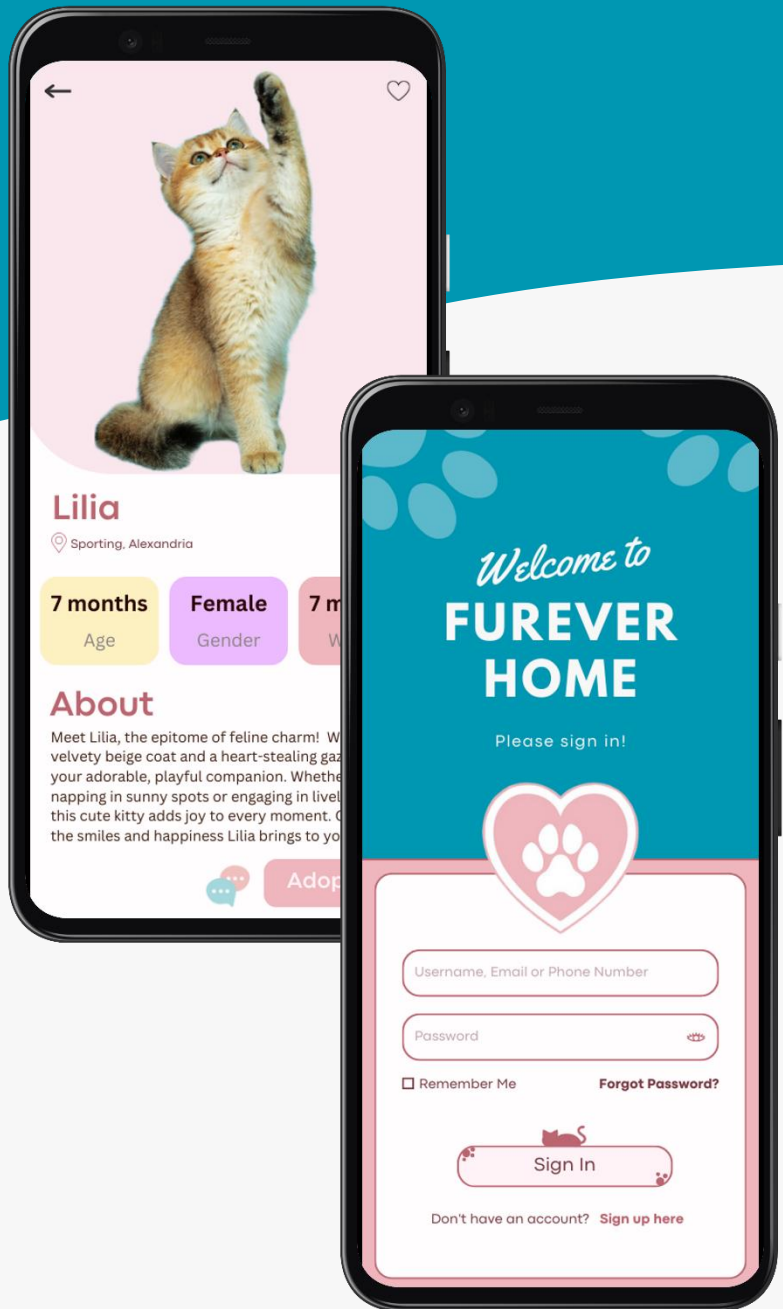 Lilia
Sporting, Alexandria
7 months
Age
Female
Gender
7
About
Meet Lilia, the epitome of feline charm!
velvety beige coat and a heart-stealing
your adorable, playful companion.
napping in sunny spots or engaging in
this cute kitty adds joy to every moment.
the smiles and happiness Lilia brings to
Welcome to
FUREVER
HOME
Please sign in!
Username, Email or Phone Number
Password
Remember Me
Forgot Password?
Sign In
Don't have an account? Sign up here